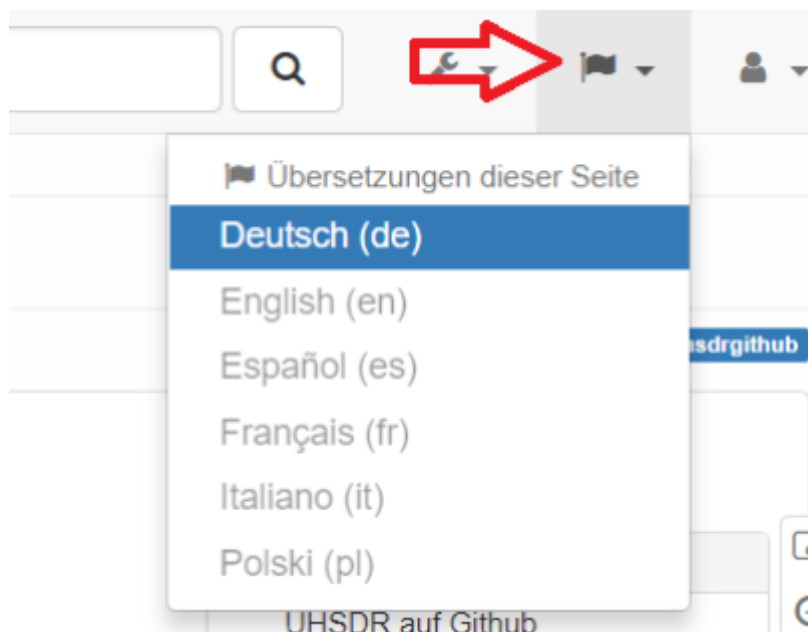 Übersetzungen dieser Seite
Deutsch (de)
English (en)
Español (es)
sdrgithub
Français (fr)
Italiano (it)
Polski (pl)
UHSDR auf Github